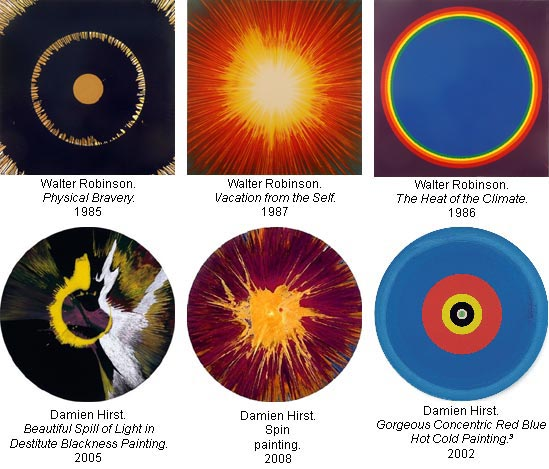 Walter Robinson.
Physical Bravery.
1985
Walter Robinson.
Vacation from the Self.
1987
Walter Robinson.
The Heat of the Climate.
1986
Damien Hirst.
Beautiful Spill of Light in
Destitute Blackness Painting.
2005
Damien Hirst.
Spin
painting.
2008
Damien Hirst.
Gorgeous Concentric Red Blue
Hot Cold Painting.³
2002